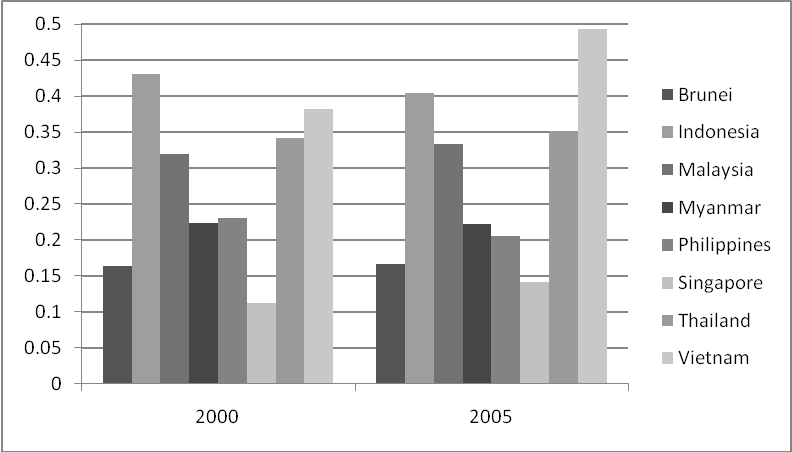 0.5
0.45
0.4
0.35
0.3
0.25
0.2
0.15
0.1
0.05
0
2000 2005
Brunei
Indonesia
Malaysia
Myanmar
Philippines
Singapore
Thailand
Vietnam